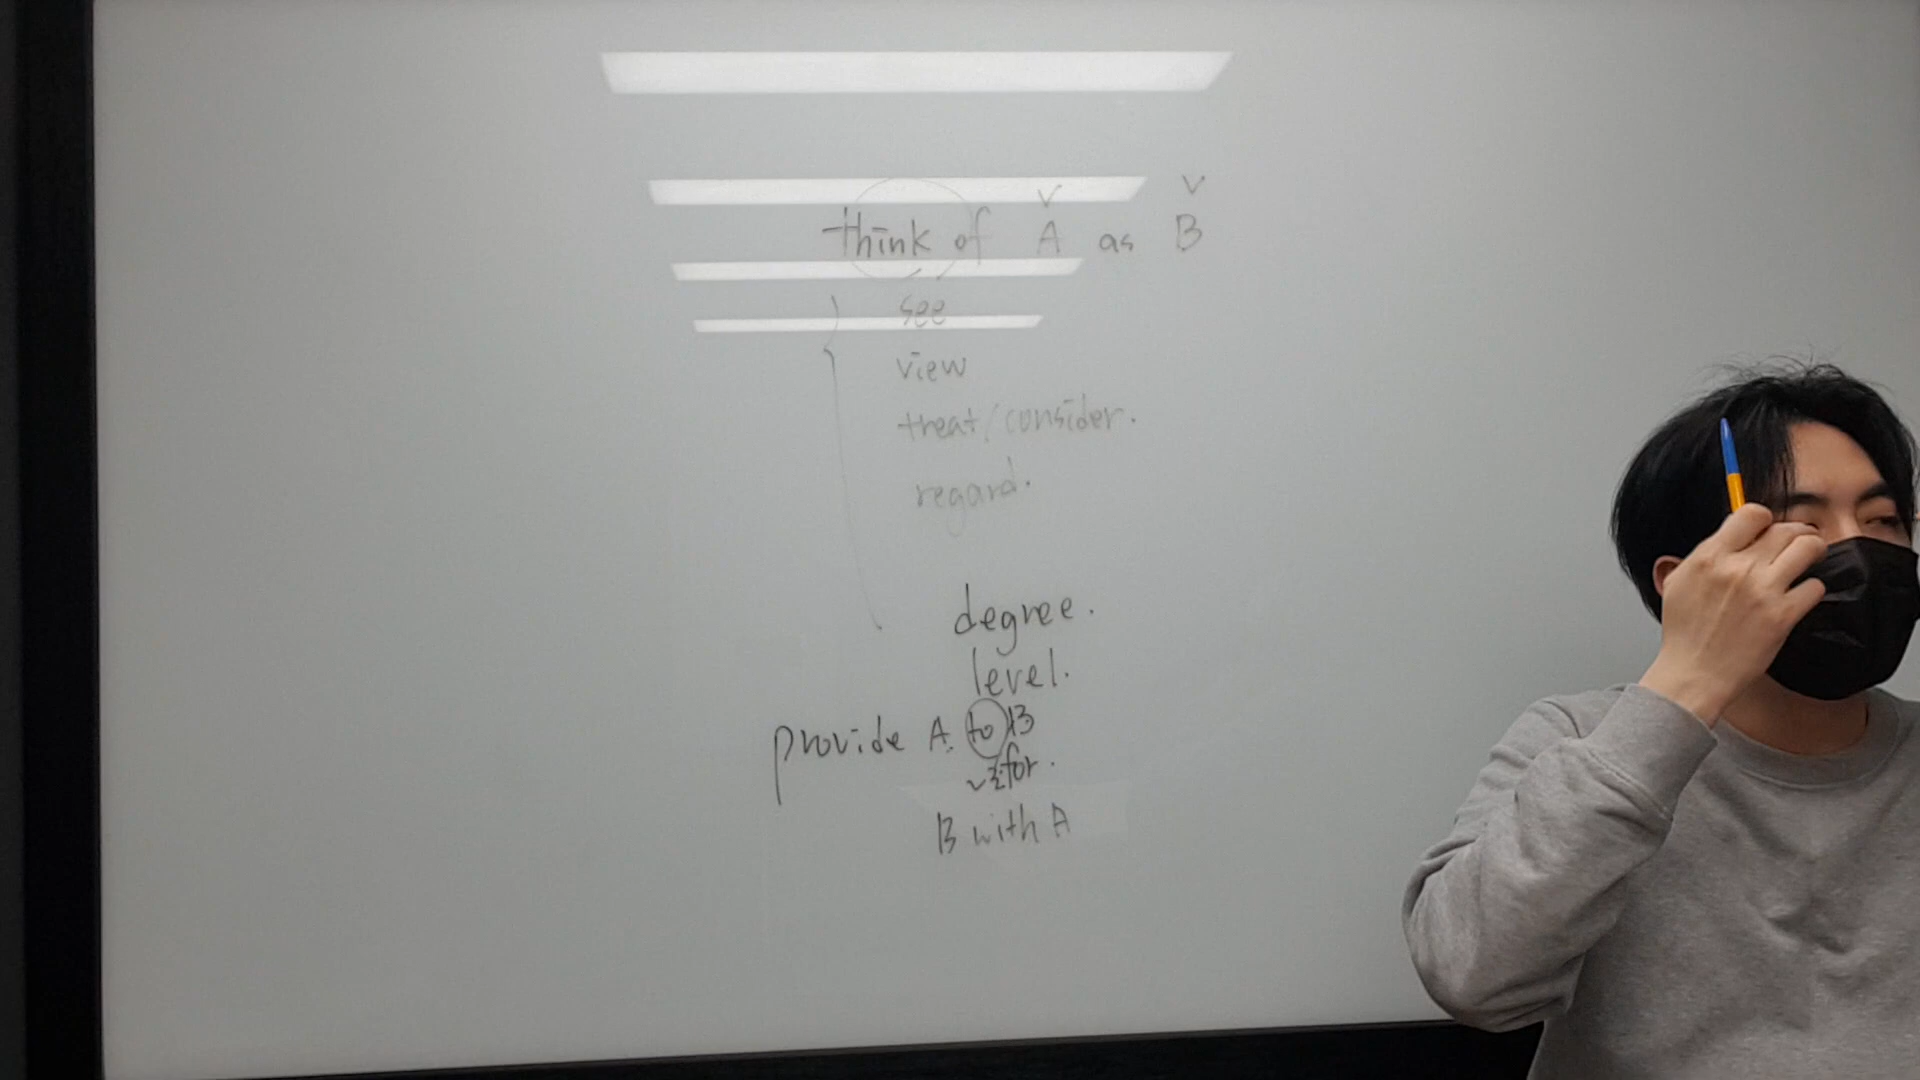 think of A as B
see
view
treat/consider.
regard.
degree.
level.
provide A to B
for.
B with A